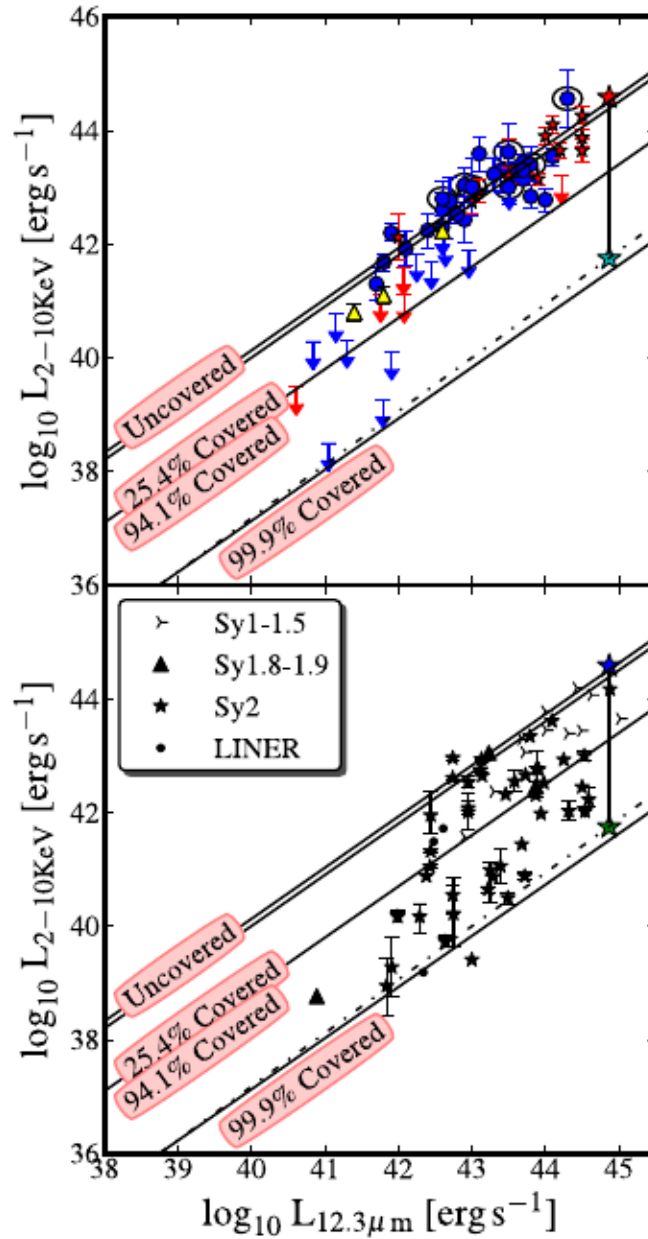 46
44
42
40
38
36
log₁₀ L₂₋₁₀KeV [erg s⁻¹]
Uncovered
25.4% Covered
94.1% Covered
99.9% Covered
Sy1-1.5
Sy1.8-1.9
Sy2
LINER
44
42
40
38
36
log₁₀ L₂₋₁₀KeV [erg s⁻¹]
Uncovered
25.4% Covered
94.1% Covered
99.9% Covered
38 39 40 41 42 43 44 45
log₁₀ L₁₂.₃μm [erg s⁻¹]